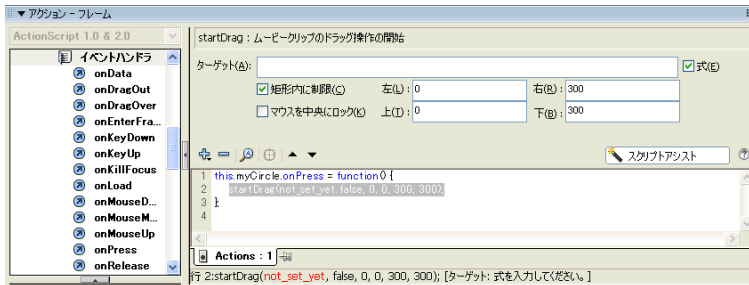 ▼ アクション - フレーム
ActionScript 1.0 & 2.0
イベントハンドラ
onData
onDragOut
onDragOver
onEnterFra...
onKeyDown
onKeyUp
onKillFocus
onLoad
onMouseD...
onMouseM...
onMouseUp
onPress
onRelease
startDrag : ムービークリップのドラッグ操作の開始
ターゲット(A):
式(E)
矩形内に制限(C) 左(L) : 0 右(R) : 300
マウスを中央にロック(K) 上(T) : 0 下(B) : 300
スクリプトアシスト
1 this.myCircle.onPress = function() {
2 startDrag(not_set_yet, false, 0, 0, 300, 300);
3 };
4
Actions : 1
行 2:startDrag(not_set_yet, false, 0, 0, 300, 300); [ターゲット: 式を入力してください。]